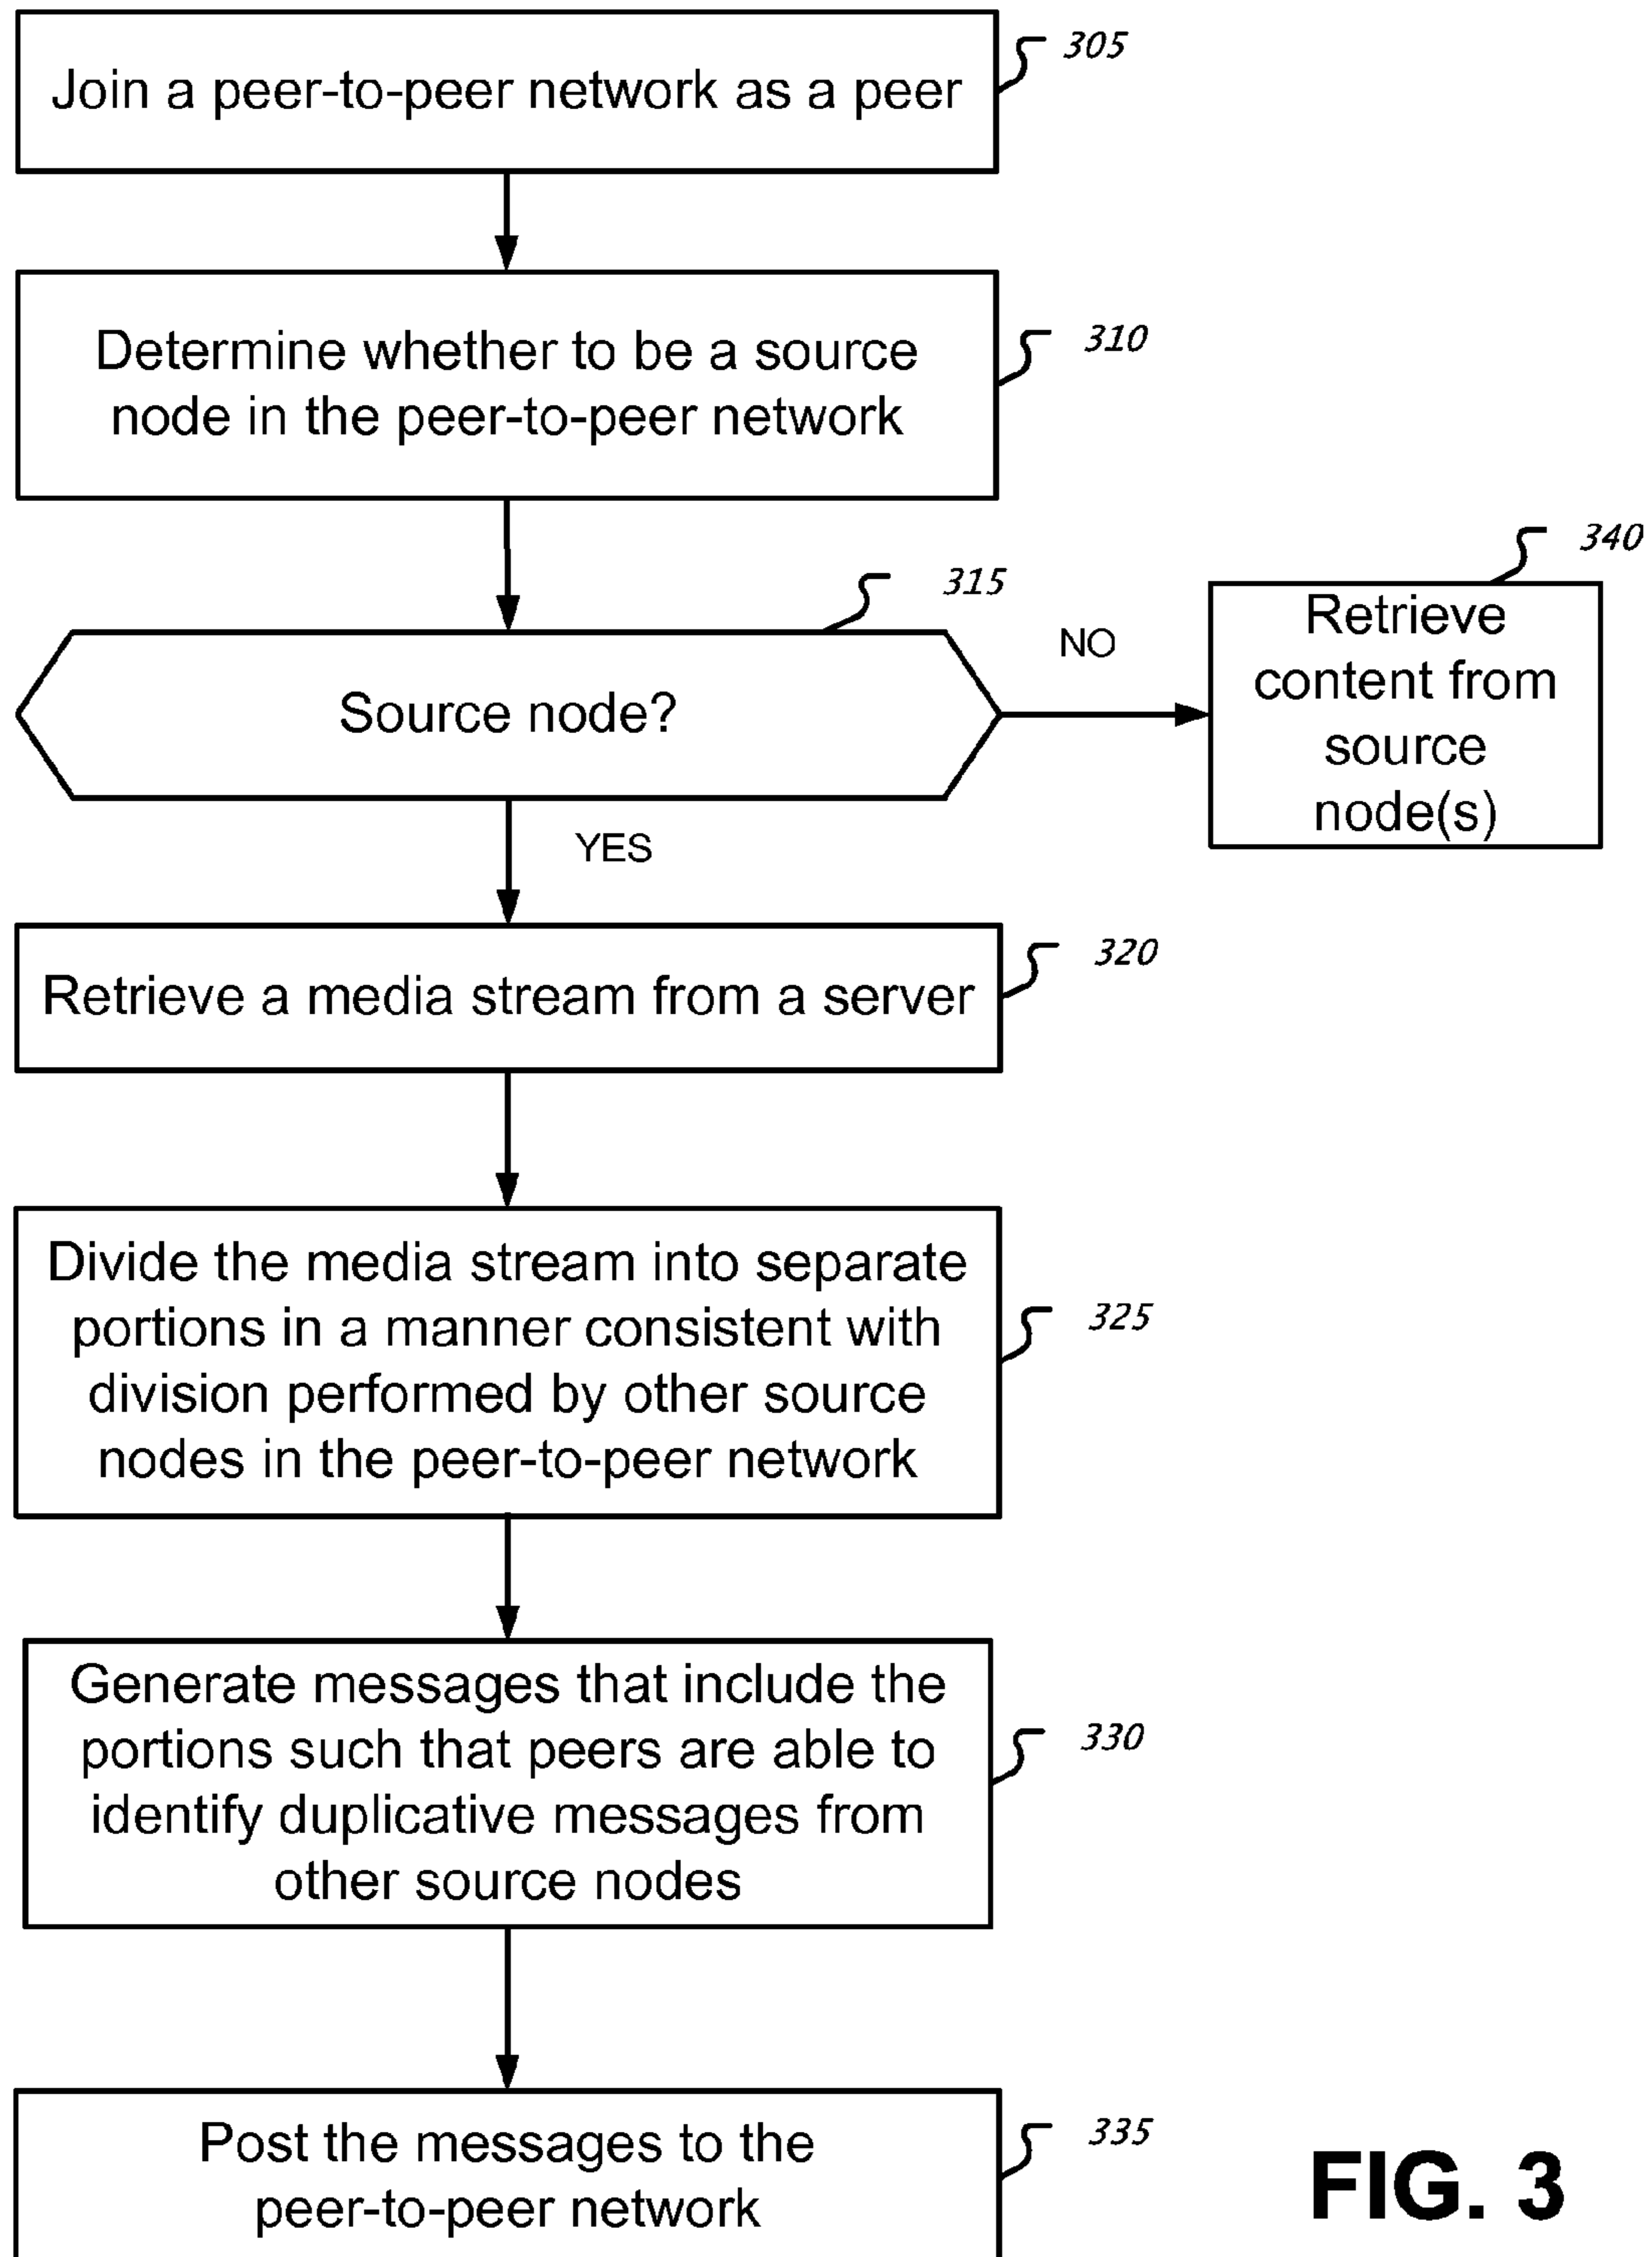 Join a peer-to-peer network as a peer
305
Determine whether to be a source
node in the peer-to-peer network
310
315
Source node?
NO
340
Retrieve
content from
source
node(s)
YES
Retrieve a media stream from a server
320
Divide the media stream into separate
portions in a manner consistent with
division performed by other source
nodes in the peer-to-peer network
325
Generate messages that include the
portions such that peers are able to
identify duplicative messages from
other source nodes
330
Post the messages to the
peer-to-peer network
335
FIG. 3